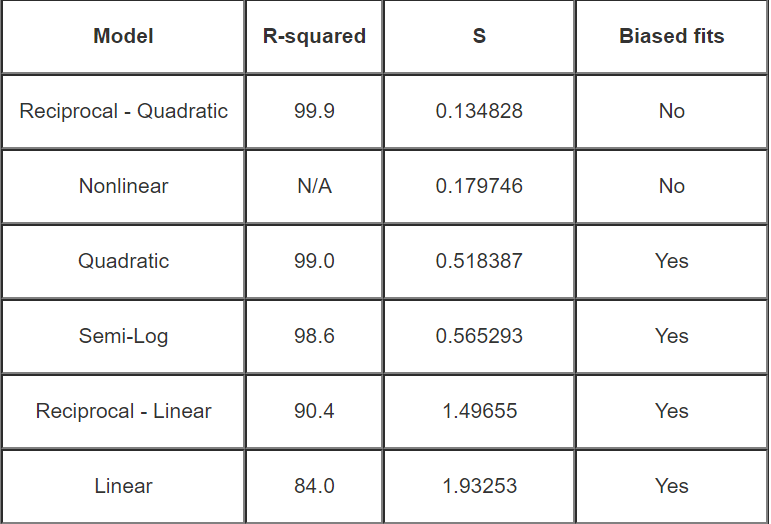 Model R-squared S Biased fits
Reciprocal - Quadratic 99.9 0.134828 No
Nonlinear N/A 0.179746 No
Quadratic 99.0 0.518387 Yes
Semi-Log 98.6 0.565293 Yes
Reciprocal - Linear 90.4 1.49655 Yes
Linear 84.0 1.93253 Yes